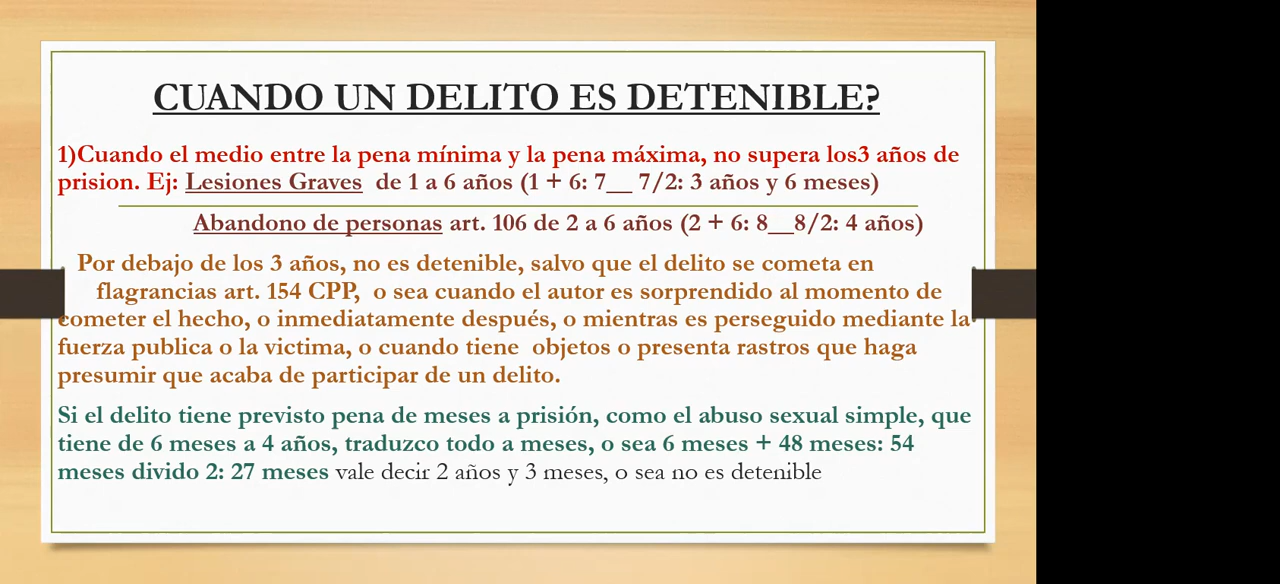 CUANDO UN DELITO ES DETENIBLE?
1)Cuando el medio entre la pena mínima y la pena máxima, no supera los3 años de
prision. Ej: Lesiones Graves de 1 a 6 años (1 + 6: 7__ 7/2: 3 años y 6 meses)
Abandono de personas art. 106 de 2 a 6 años (2 + 6: 8__8/2: 4 años)
Por debajo de los 3 años, no es detenible, salvo que el delito se cometa en
flagrancias art. 154 CPP, o sea cuando el autor es sorprendido al momento de
cometer el hecho, o inmediatamente después, o mientras es perseguido mediante la
fuerza publica o la victima, o cuando tiene objetos o presenta rastros que haga
presumir que acaba de participar de un delito.
Si el delito tiene previsto pena de meses a prisión, como el abuso sexual simple, que
tiene de 6 meses a 4 años, traduzco todo a meses, o sea 6 meses + 48 meses: 54
meses divido 2: 27 meses vale decir 2 años y 3 meses, o sea no es detenible